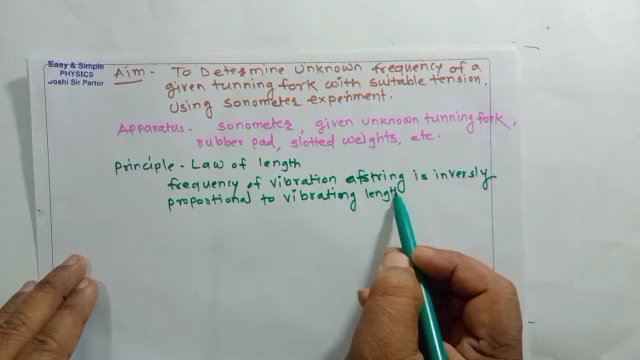 Easy & Simple
PHYSICS
Joshi Sir Partur
Aim - To Determine unknown frequency of a
given tunning fork with suitable tension.
Using sonometer experiment.
Apparatus - sonometer, given unknown tunning fork,
rubber pad, slotted weights, etc.
Principle - Law of length
frequency of vibration of string is inversly
proportional to vibrating length